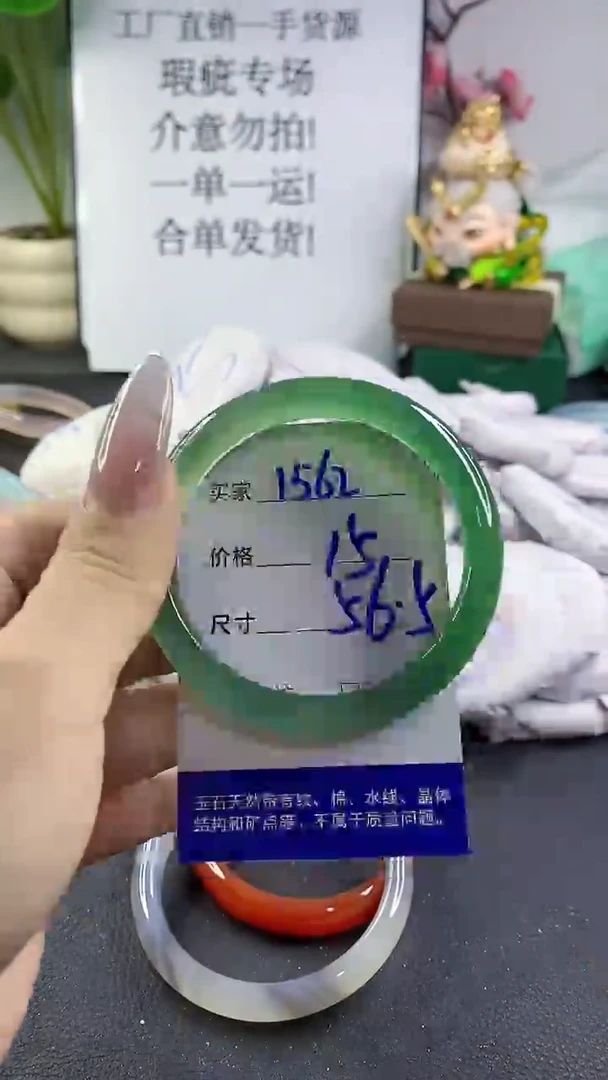 工厂直销一手货源
瑕疵专场
介意勿拍!
一单一运!
合单发货!
买家 1562
价格 15
尺寸 56.5
玉石天然带有纹、棉、水线、晶体
结构和矿点等，不属于质量问题。